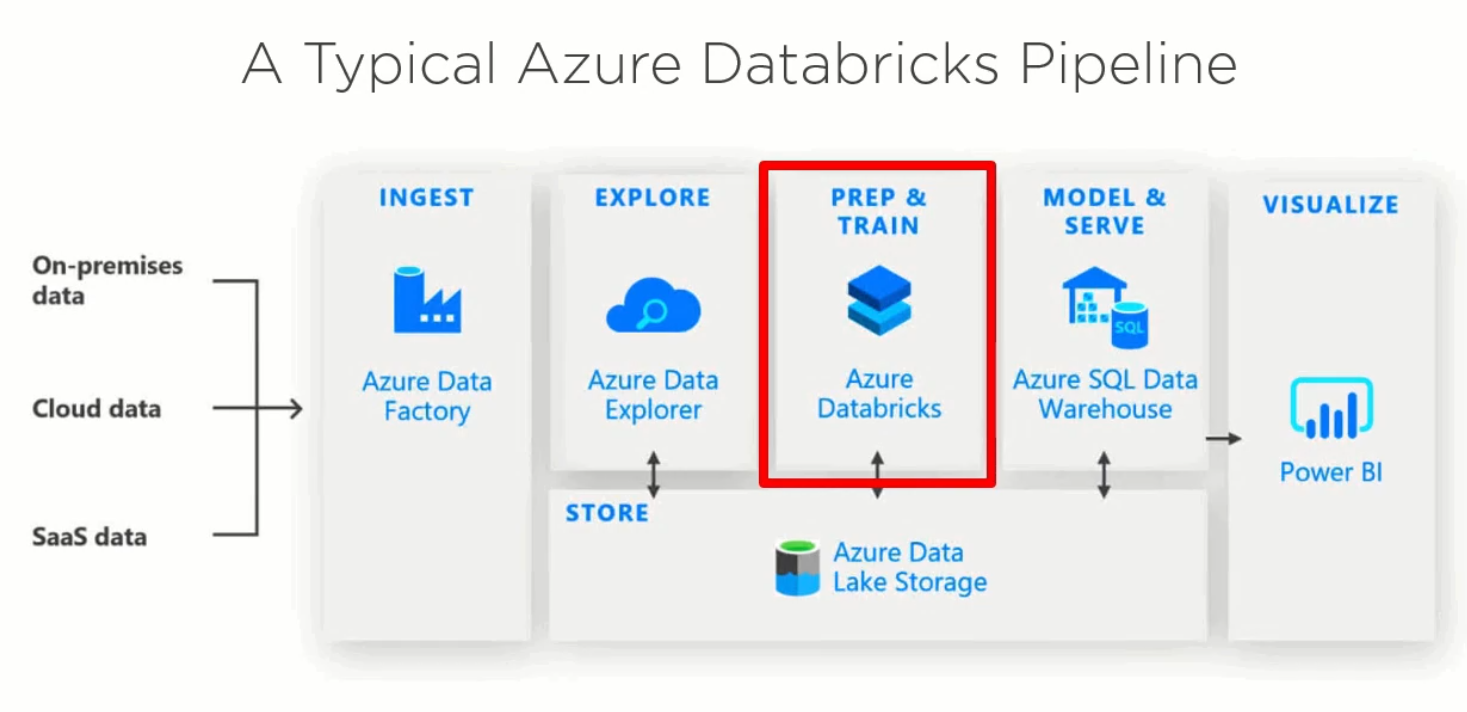 A Typical Azure Databricks Pipeline
On-premises
data
Cloud data
SaaS data
INGEST
Azure Data
Factory
EXPLORE
Azure Data
Explorer
PREP &
TRAIN
Azure
Databricks
MODEL &
SERVE
SQL
Azure SQL Data
Warehouse
STORE
Azure Data
Lake Storage
VISUALIZE
Power BI